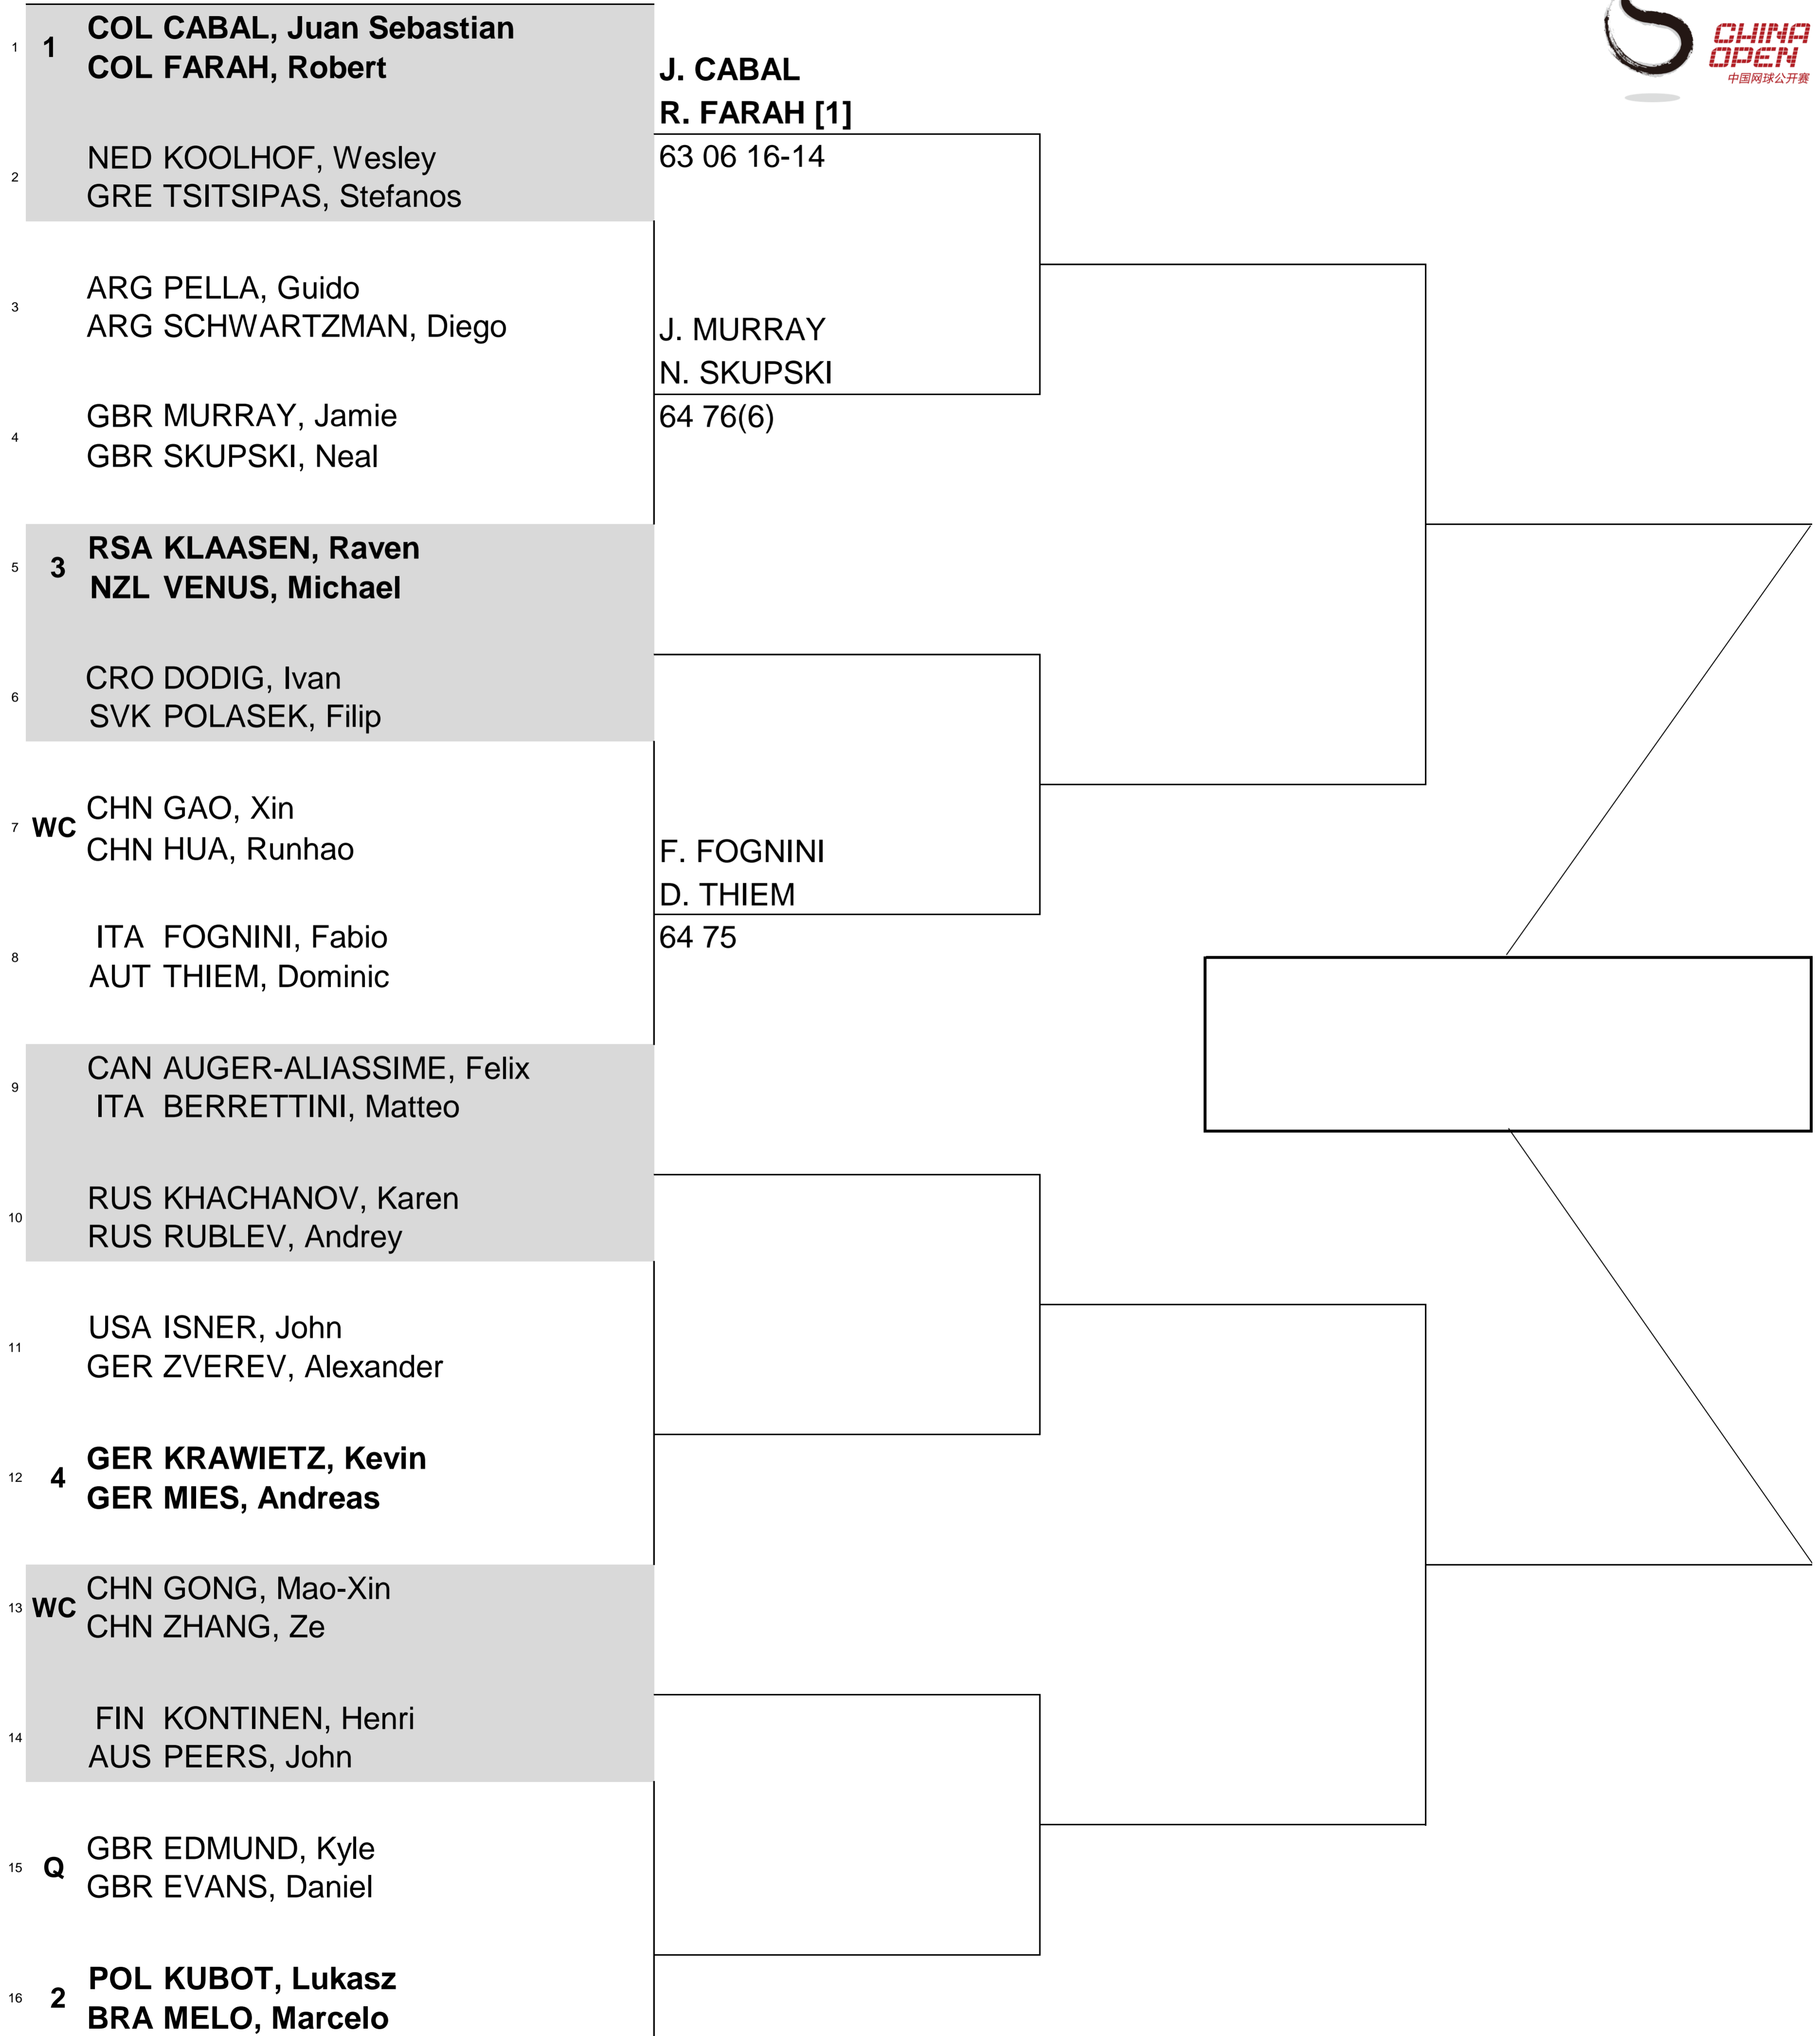 CHINA
OPEN
中国网球公开赛
1 1 COL CABAL, Juan Sebastian
COL FARAH, Robert
J. CABAL
R. FARAH [1]
63 06 16-14
2 NED KOOLHOF, Wesley
GRE TSITSIPAS, Stefanos
3 ARG PELLA, Guido
ARG SCHWARTZMAN, Diego
J. MURRAY
N. SKUPSKI
64 76(6)
4 GBR MURRAY, Jamie
GBR SKUPSKI, Neal
5 3 RSA KLAASEN, Raven
NZL VENUS, Michael
6 CRO DODIG, Ivan
SVK POLASEK, Filip
7 WC CHN GAO, Xin
CHN HUA, Runhao
F. FOGNINI
D. THIEM
64 75
8 ITA FOGNINI, Fabio
AUT THIEM, Dominic
9 CAN AUGER-ALIASSIME, Felix
ITA BERRETTINI, Matteo
10 RUS KHACHANOV, Karen
RUS RUBLEV, Andrey
11 USA ISNER, John
GER ZVEREV, Alexander
12 4 GER KRAWIETZ, Kevin
GER MIES, Andreas
13 WC CHN GONG, Mao-Xin
CHN ZHANG, Ze
14 FIN KONTINEN, Henri
AUS PEERS, John
15 Q GBR EDMUND, Kyle
GBR EVANS, Daniel
16 2 POL KUBOT, Lukasz
BRA MELO, Marcelo